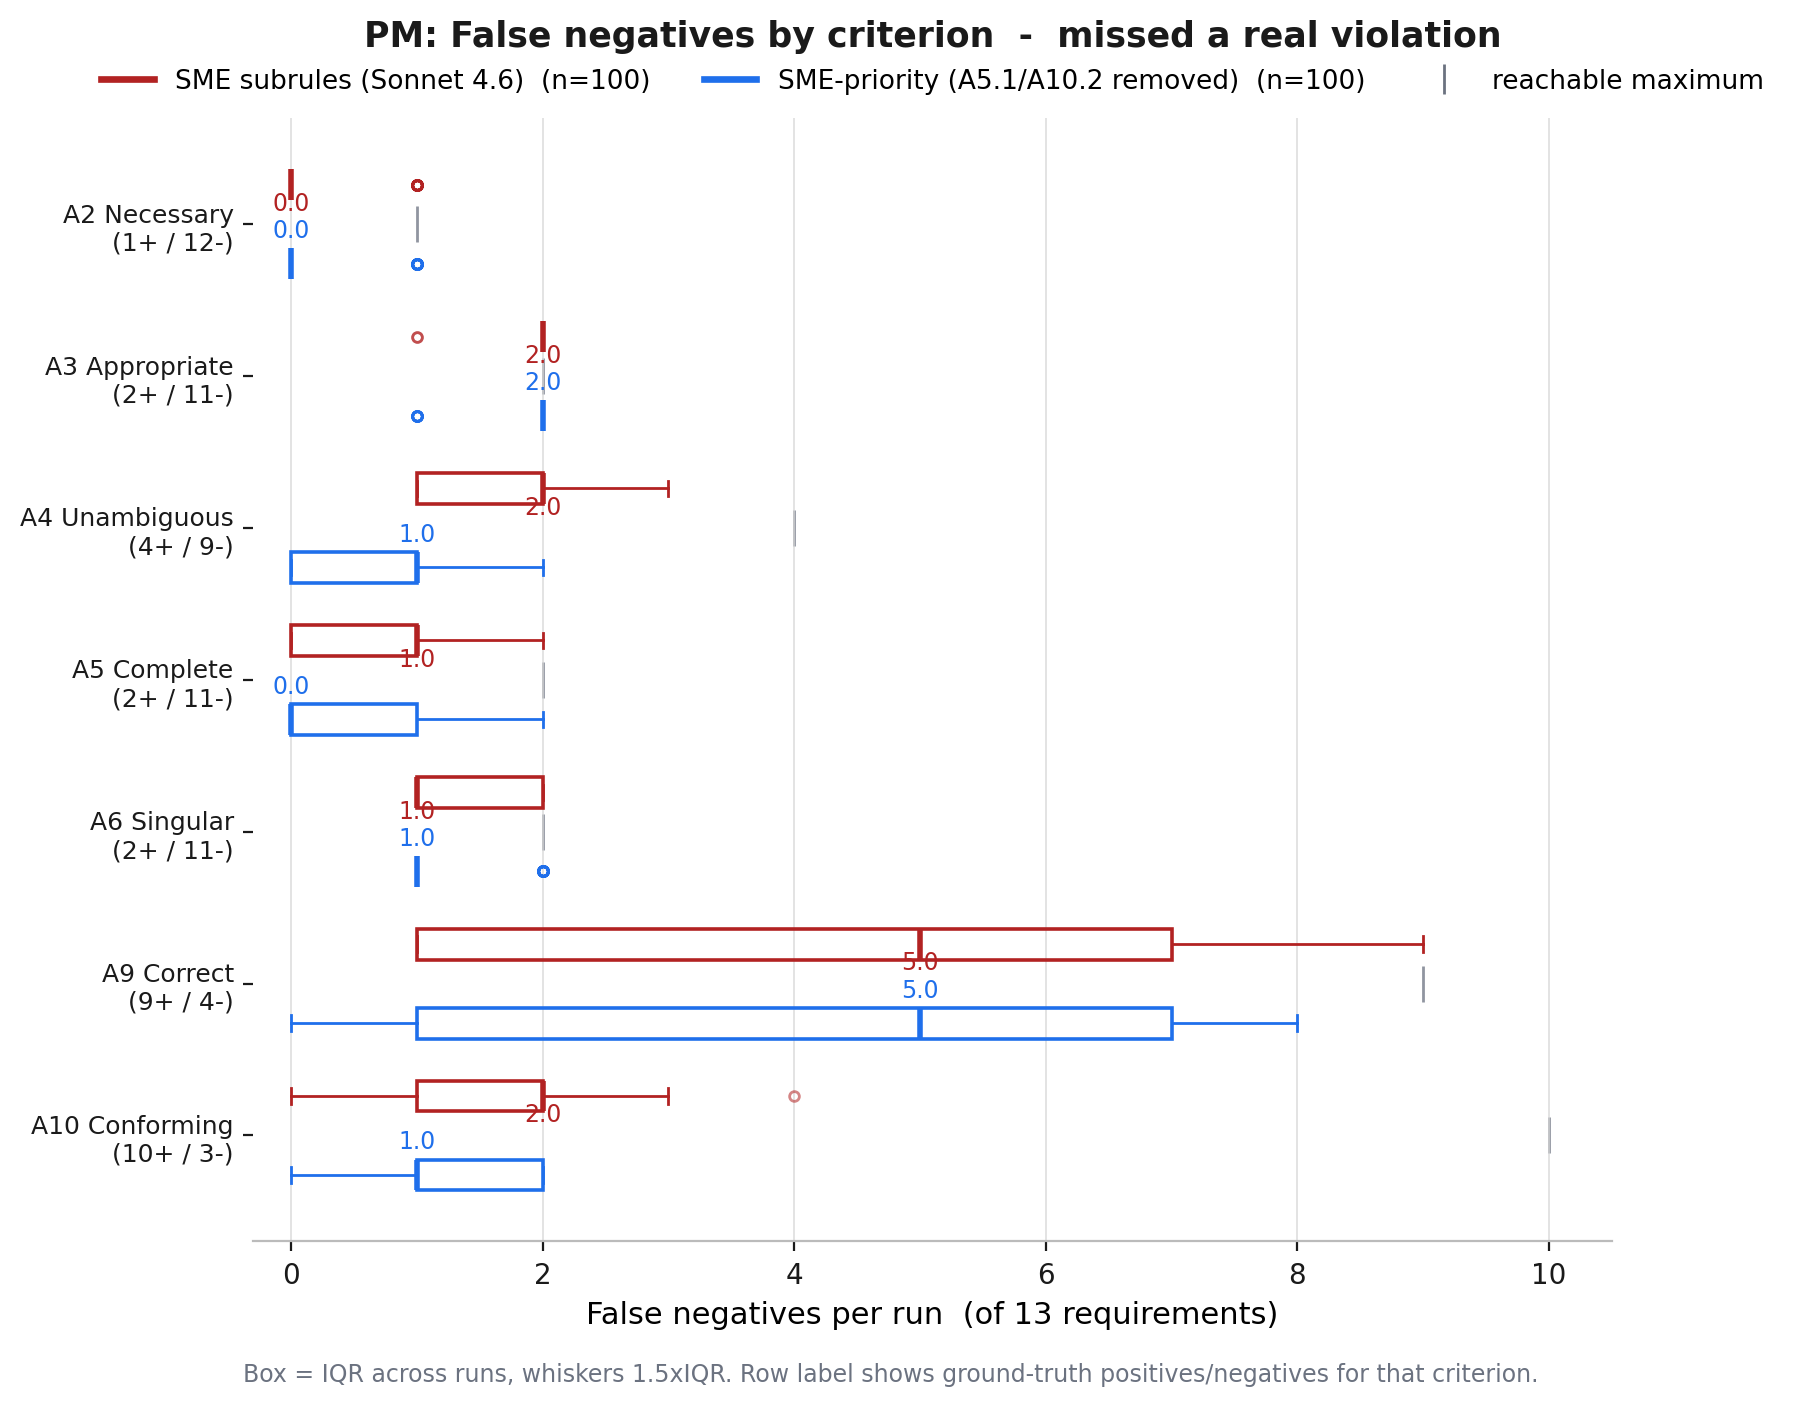 PM: False negatives by criterion  -  missed a real violation
SME subrules (Sonnet 4.6)  (n=100)
SME-priority (A5.1/A10.2 removed)  (n=100)
reachable maximum
A2 Necessary
(1+ / 12-)
0.0
0.0
A3 Appropriate
(2+ / 11-)
2.0
2.0
A4 Unambiguous
(4+ / 9-)
2.0
1.0
A5 Complete
(2+ / 11-)
1.0
0.0
A6 Singular
(2+ / 11-)
1.0
1.0
A9 Correct
(9+ / 4-)
5.0
5.0
A10 Conforming
(10+ / 3-)
2.0
1.0
0 2 4 6 8 10
False negatives per run  (of 13 requirements)
Box = IQR across runs, whiskers 1.5xIQR. Row label shows ground-truth positives/negatives for that criterion.